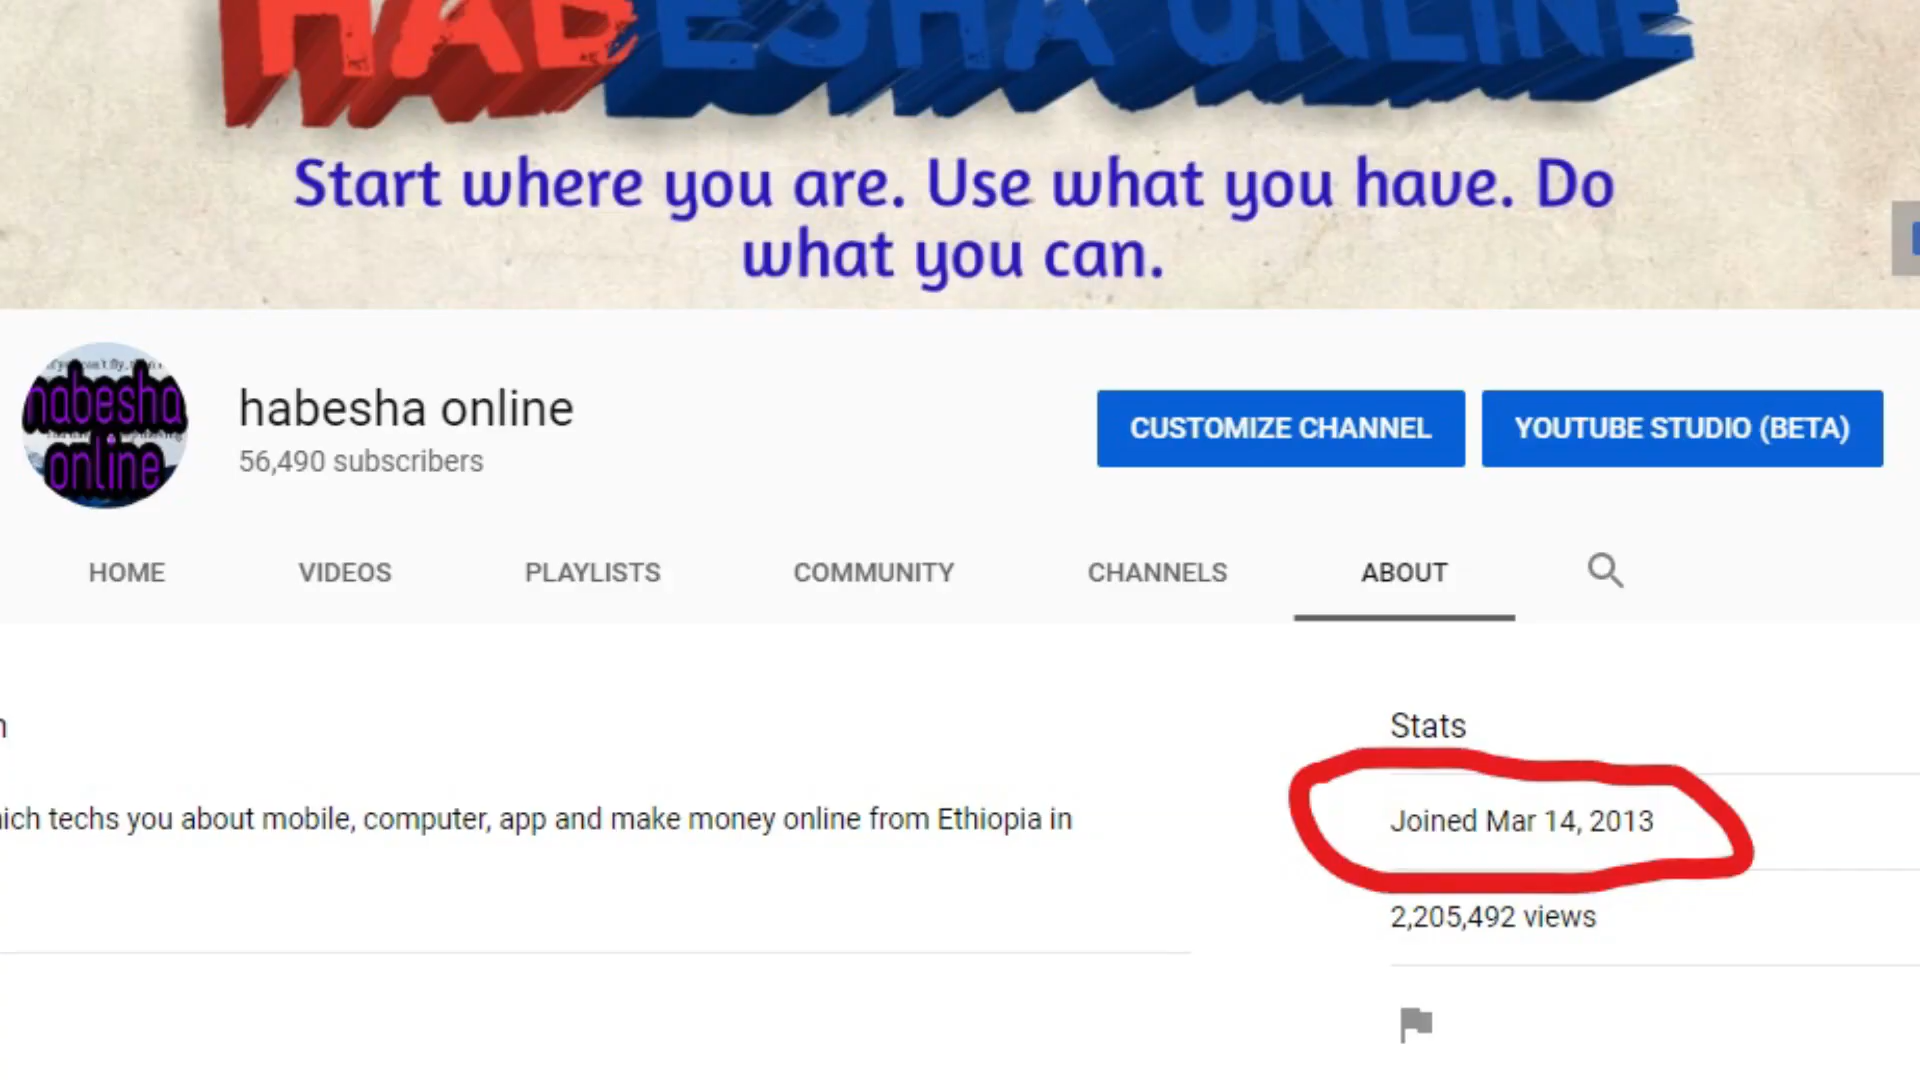 HABESHA ONLINE
Start where you are. Use what you have. Do
what you can.
habesha online
habesha online
56,490 subscribers
CUSTOMIZE CHANNEL
YOUTUBE STUDIO (BETA)
HOME
VIDEOS
PLAYLISTS
COMMUNITY
CHANNELS
ABOUT
Stats
techs you about mobile, computer, app and make money online from Ethiopia in
Joined Mar 14, 2013
2,205,492 views